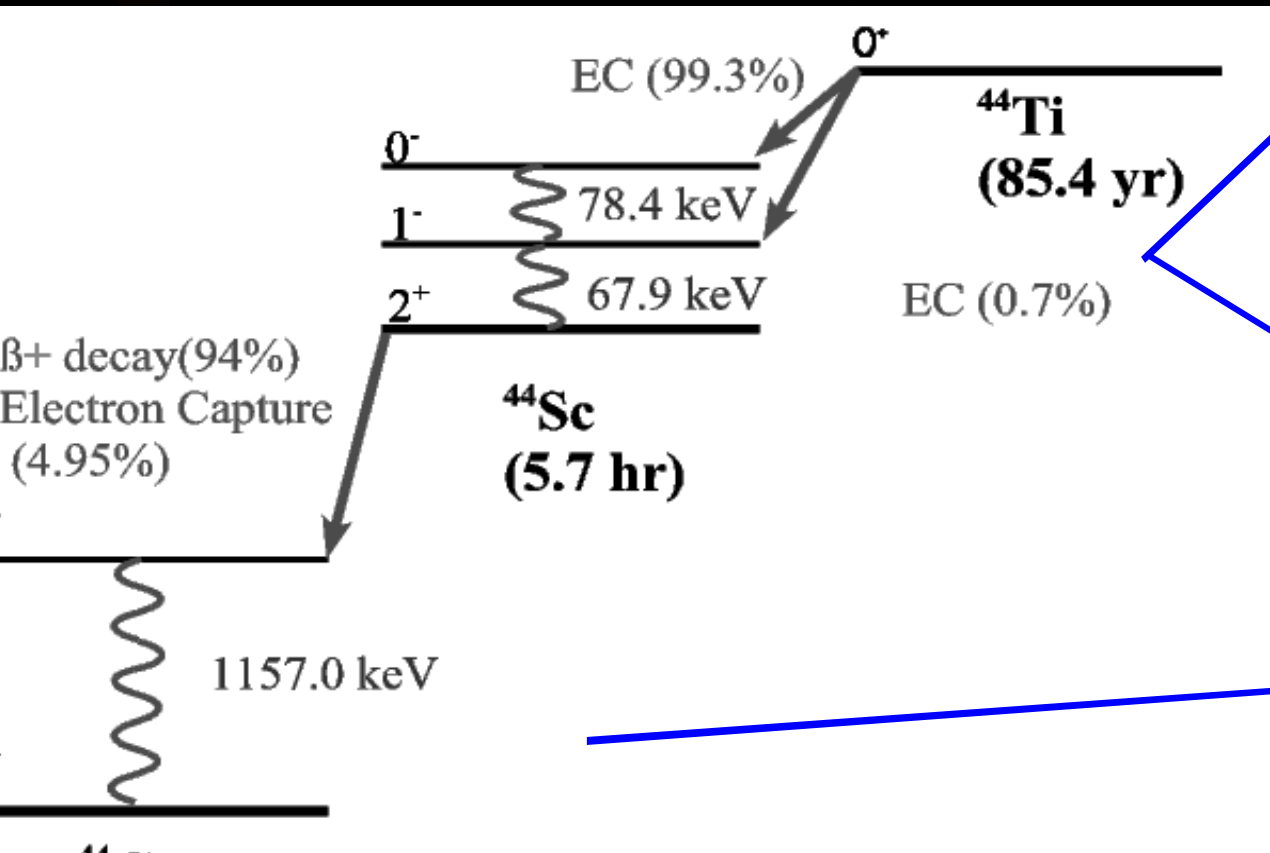 0⁺
EC (99.3%)
⁴⁴Ti
(85.4 yr)
0⁻
78.4 keV
1⁻
67.9 keV
2⁺
EC (0.7%)
ß+ decay(94%)
Electron Capture
(4.95%)
⁴⁴Sc
(5.7 hr)
1157.0 keV